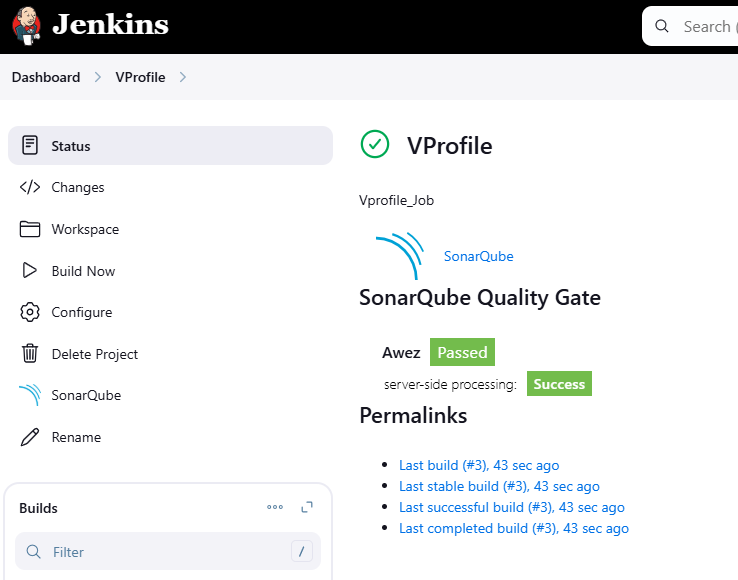 Jenkins
Search (
Dashboard > VProfile >
Status
Changes
Workspace
Build Now
Configure
Delete Project
SonarQube
Rename
Builds
Filter /
VProfile
Vprofile_Job
SonarQube
SonarQube Quality Gate
Awez Passed
server-side processing: Success
Permalinks
Last build (#3), 43 sec ago
Last stable build (#3), 43 sec ago
Last successful build (#3), 43 sec ago
Last completed build (#3), 43 sec ago